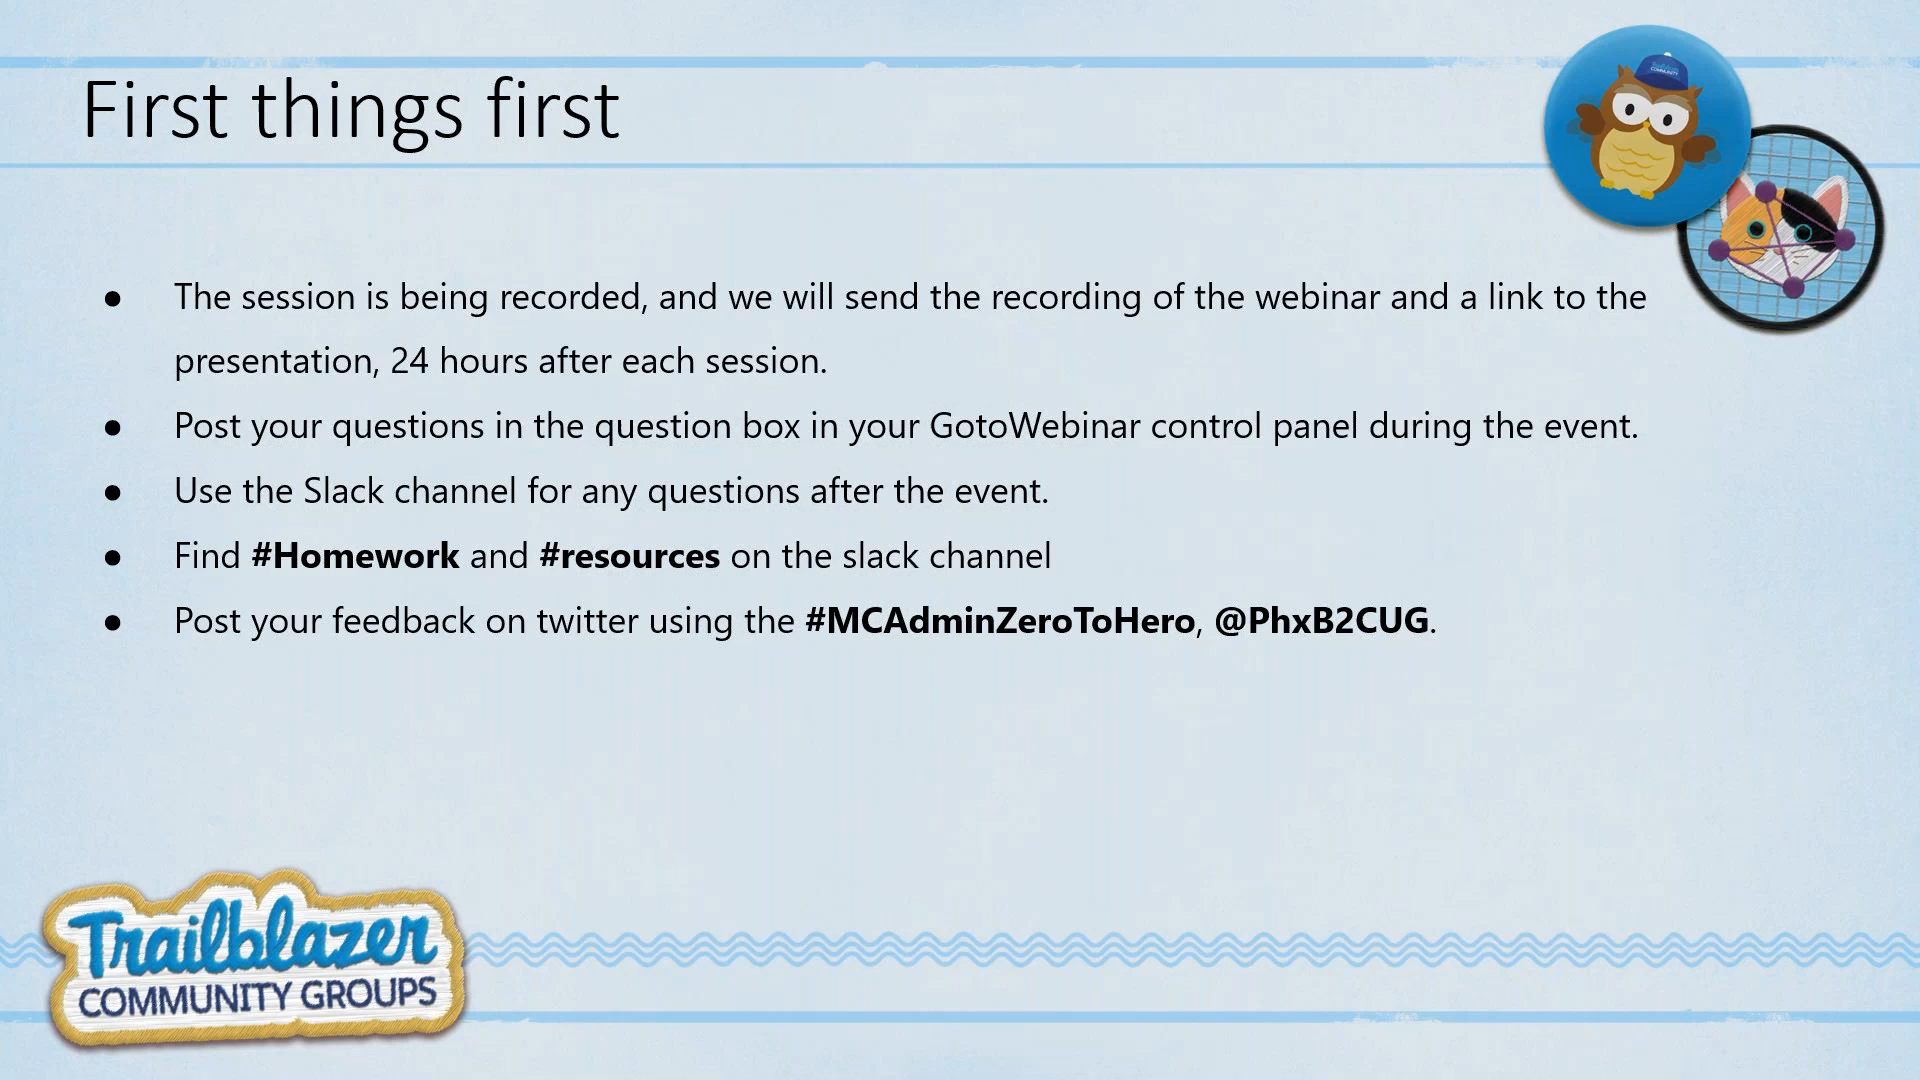 First things first
● The session is being recorded, and we will send the recording of the webinar and a link to the
presentation, 24 hours after each session.
● Post your questions in the question box in your GotoWebinar control panel during the event.
● Use the Slack channel for any questions after the event.
● Find #Homework and #resources on the slack channel
● Post your feedback on twitter using the #MCAdminZeroToHero, @PhxB2CUG.
Trailblazer
COMMUNITY GROUPS